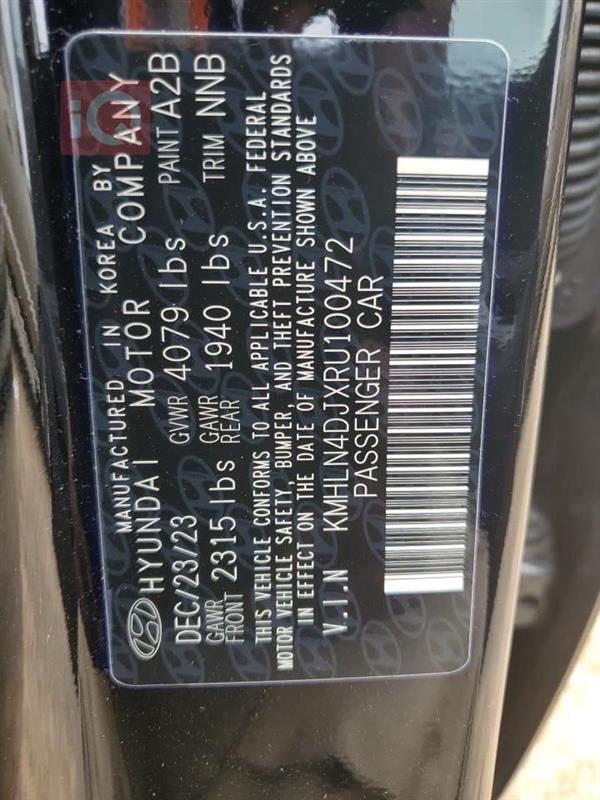 MANUFACTURED IN KOREA BY
HYUNDAI MOTOR COMPANY
DEC/23/23 GVWR 4079 lbs PAINT A2B
GAWR FRONT 2315 lbs GAWR REAR 1940 lbs TRIM NNB
THIS VEHICLE CONFORMS TO ALL APPLICABLE U.S.A. FEDERAL
MOTOR VEHICLE SAFETY, BUMPER, AND THEFT PREVENTION STANDARDS
IN EFFECT ON THE DATE OF MANUFACTURE SHOWN ABOVE
V.I.N KMHLN4DJXRU100472
PASSENGER CAR
iQ